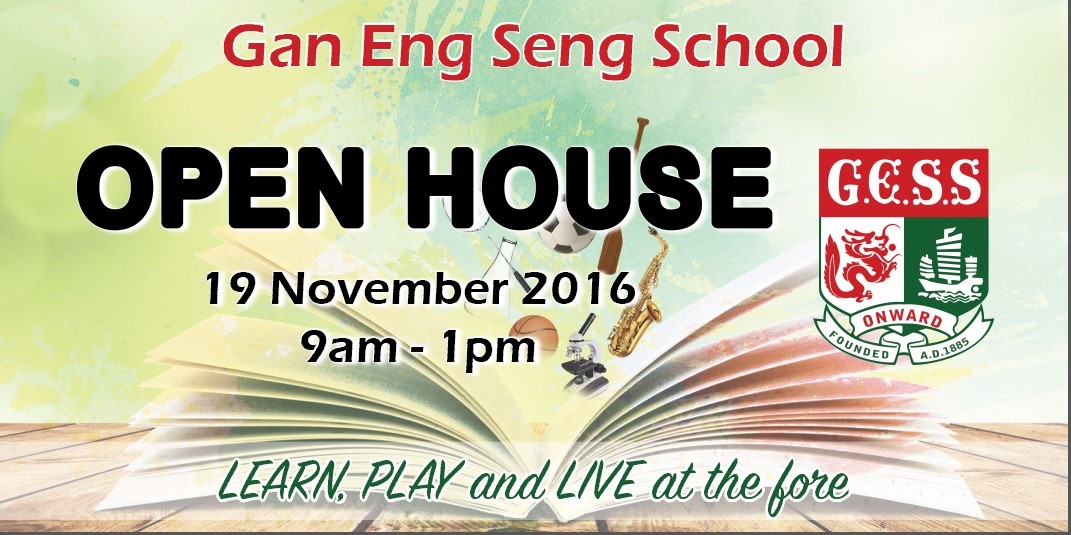 Gan Eng Seng School
OPEN HOUSE
19 November 2016
9am - 1pm
G.E.S.S
ONWARD
FOUNDED A.D.1885
LEARN, PLAY and LIVE at the fore